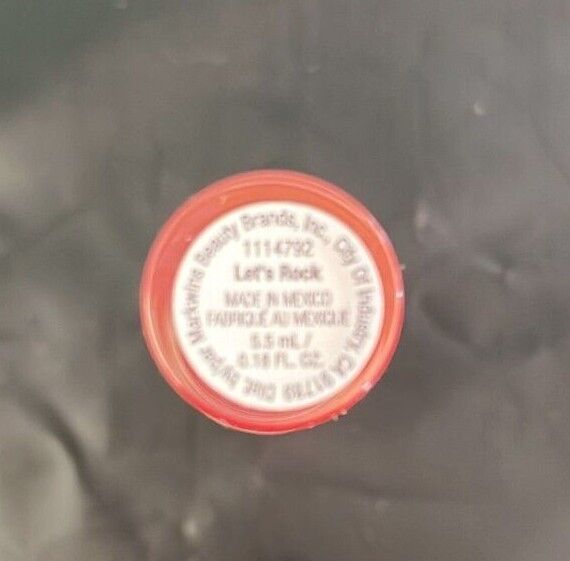 Dist. by/par Markwins Beauty Brands, Inc., City Of Industry, CA 91789
1114792
Let's Rock
MADE IN MEXICO
FABRIQUÉ AU MEXIQUE
5.5 mL /
0.18 FL. OZ.